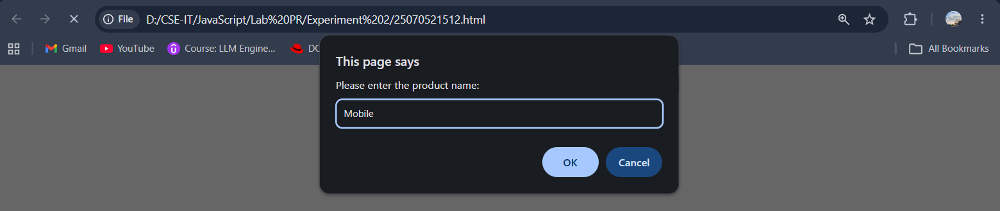 File D:/CSE-IT/JavaScript/Lab%20PR/Experiment%202/25070521512.html
Gmail YouTube Course: LLM Engine... All Bookmarks
This page says
Please enter the product name:
Mobile
OK Cancel